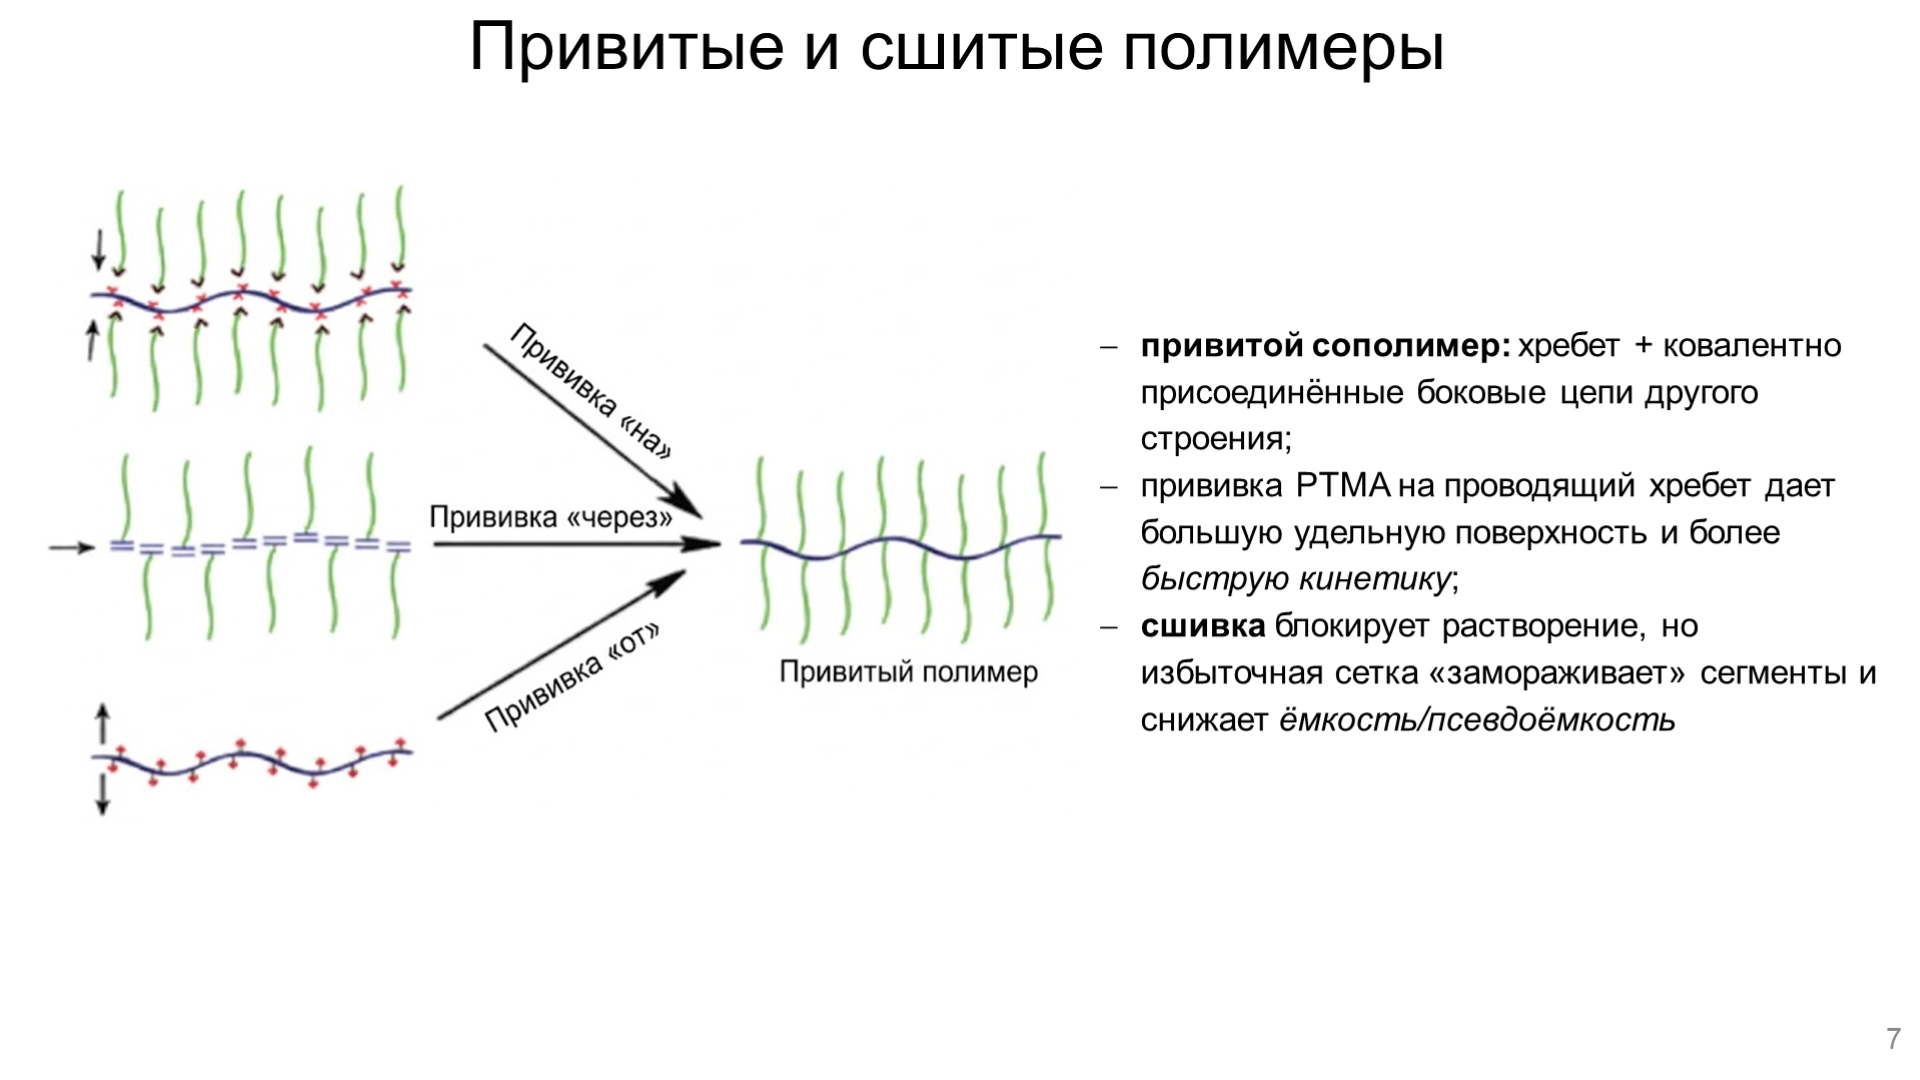 Привитые и сшитые полимеры
Прививка «на»
Прививка «через»
Прививка «от»
Привитый полимер
– привитой сополимер: хребет + ковалентно
присоединённые боковые цепи другого
строения;
– прививка PTMA на проводящий хребет дает
большую удельную поверхность и более
быструю кинетику;
– сшивка блокирует растворение, но
избыточная сетка «замораживает» сегменты и
снижает ёмкость/псевдоёмкость
7